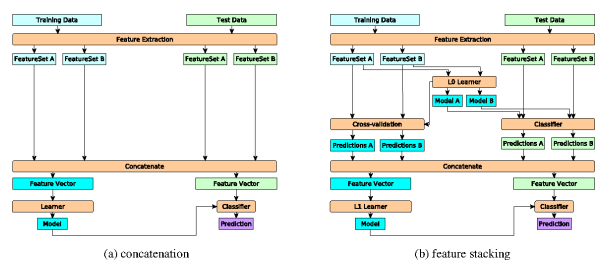 Training Data
Test Data
Feature Extraction
FeatureSet A
FeatureSet B
FeatureSet A
FeatureSet B
Concatenate
Feature Vector
Feature Vector
Learner
Classifier
Model
Prediction
(a) concatenation
Training Data
Test Data
Feature Extraction
FeatureSet A
FeatureSet B
FeatureSet A
FeatureSet B
L0 Learner
Model A
Model B
Cross-validation
Classifier
Predictions A
Predictions B
Predictions A
Predictions B
Concatenate
Feature Vector
Feature Vector
L1 Learner
Classifier
Model
Prediction
(b) feature stacking